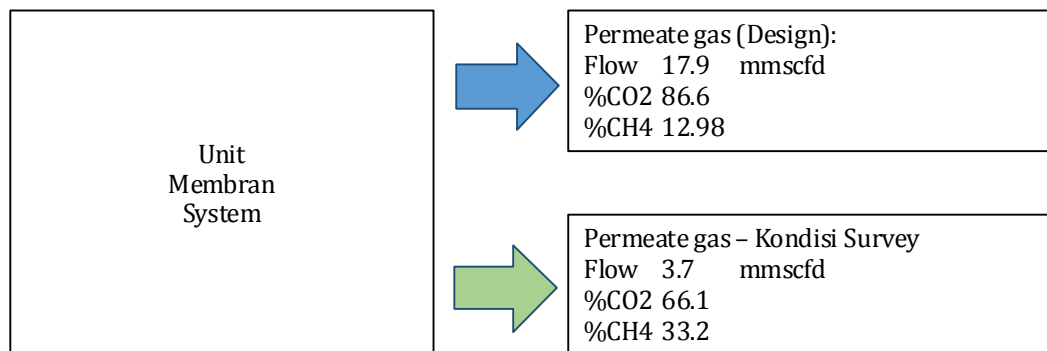 Unit
Membran
System
Permeate gas (Design):
Flow 17.9 mmscfd
%CO2 86.6
%CH4 12.98
Permeate gas – Kondisi Survey
Flow 3.7 mmscfd
%CO2 66.1
%CH4 33.2